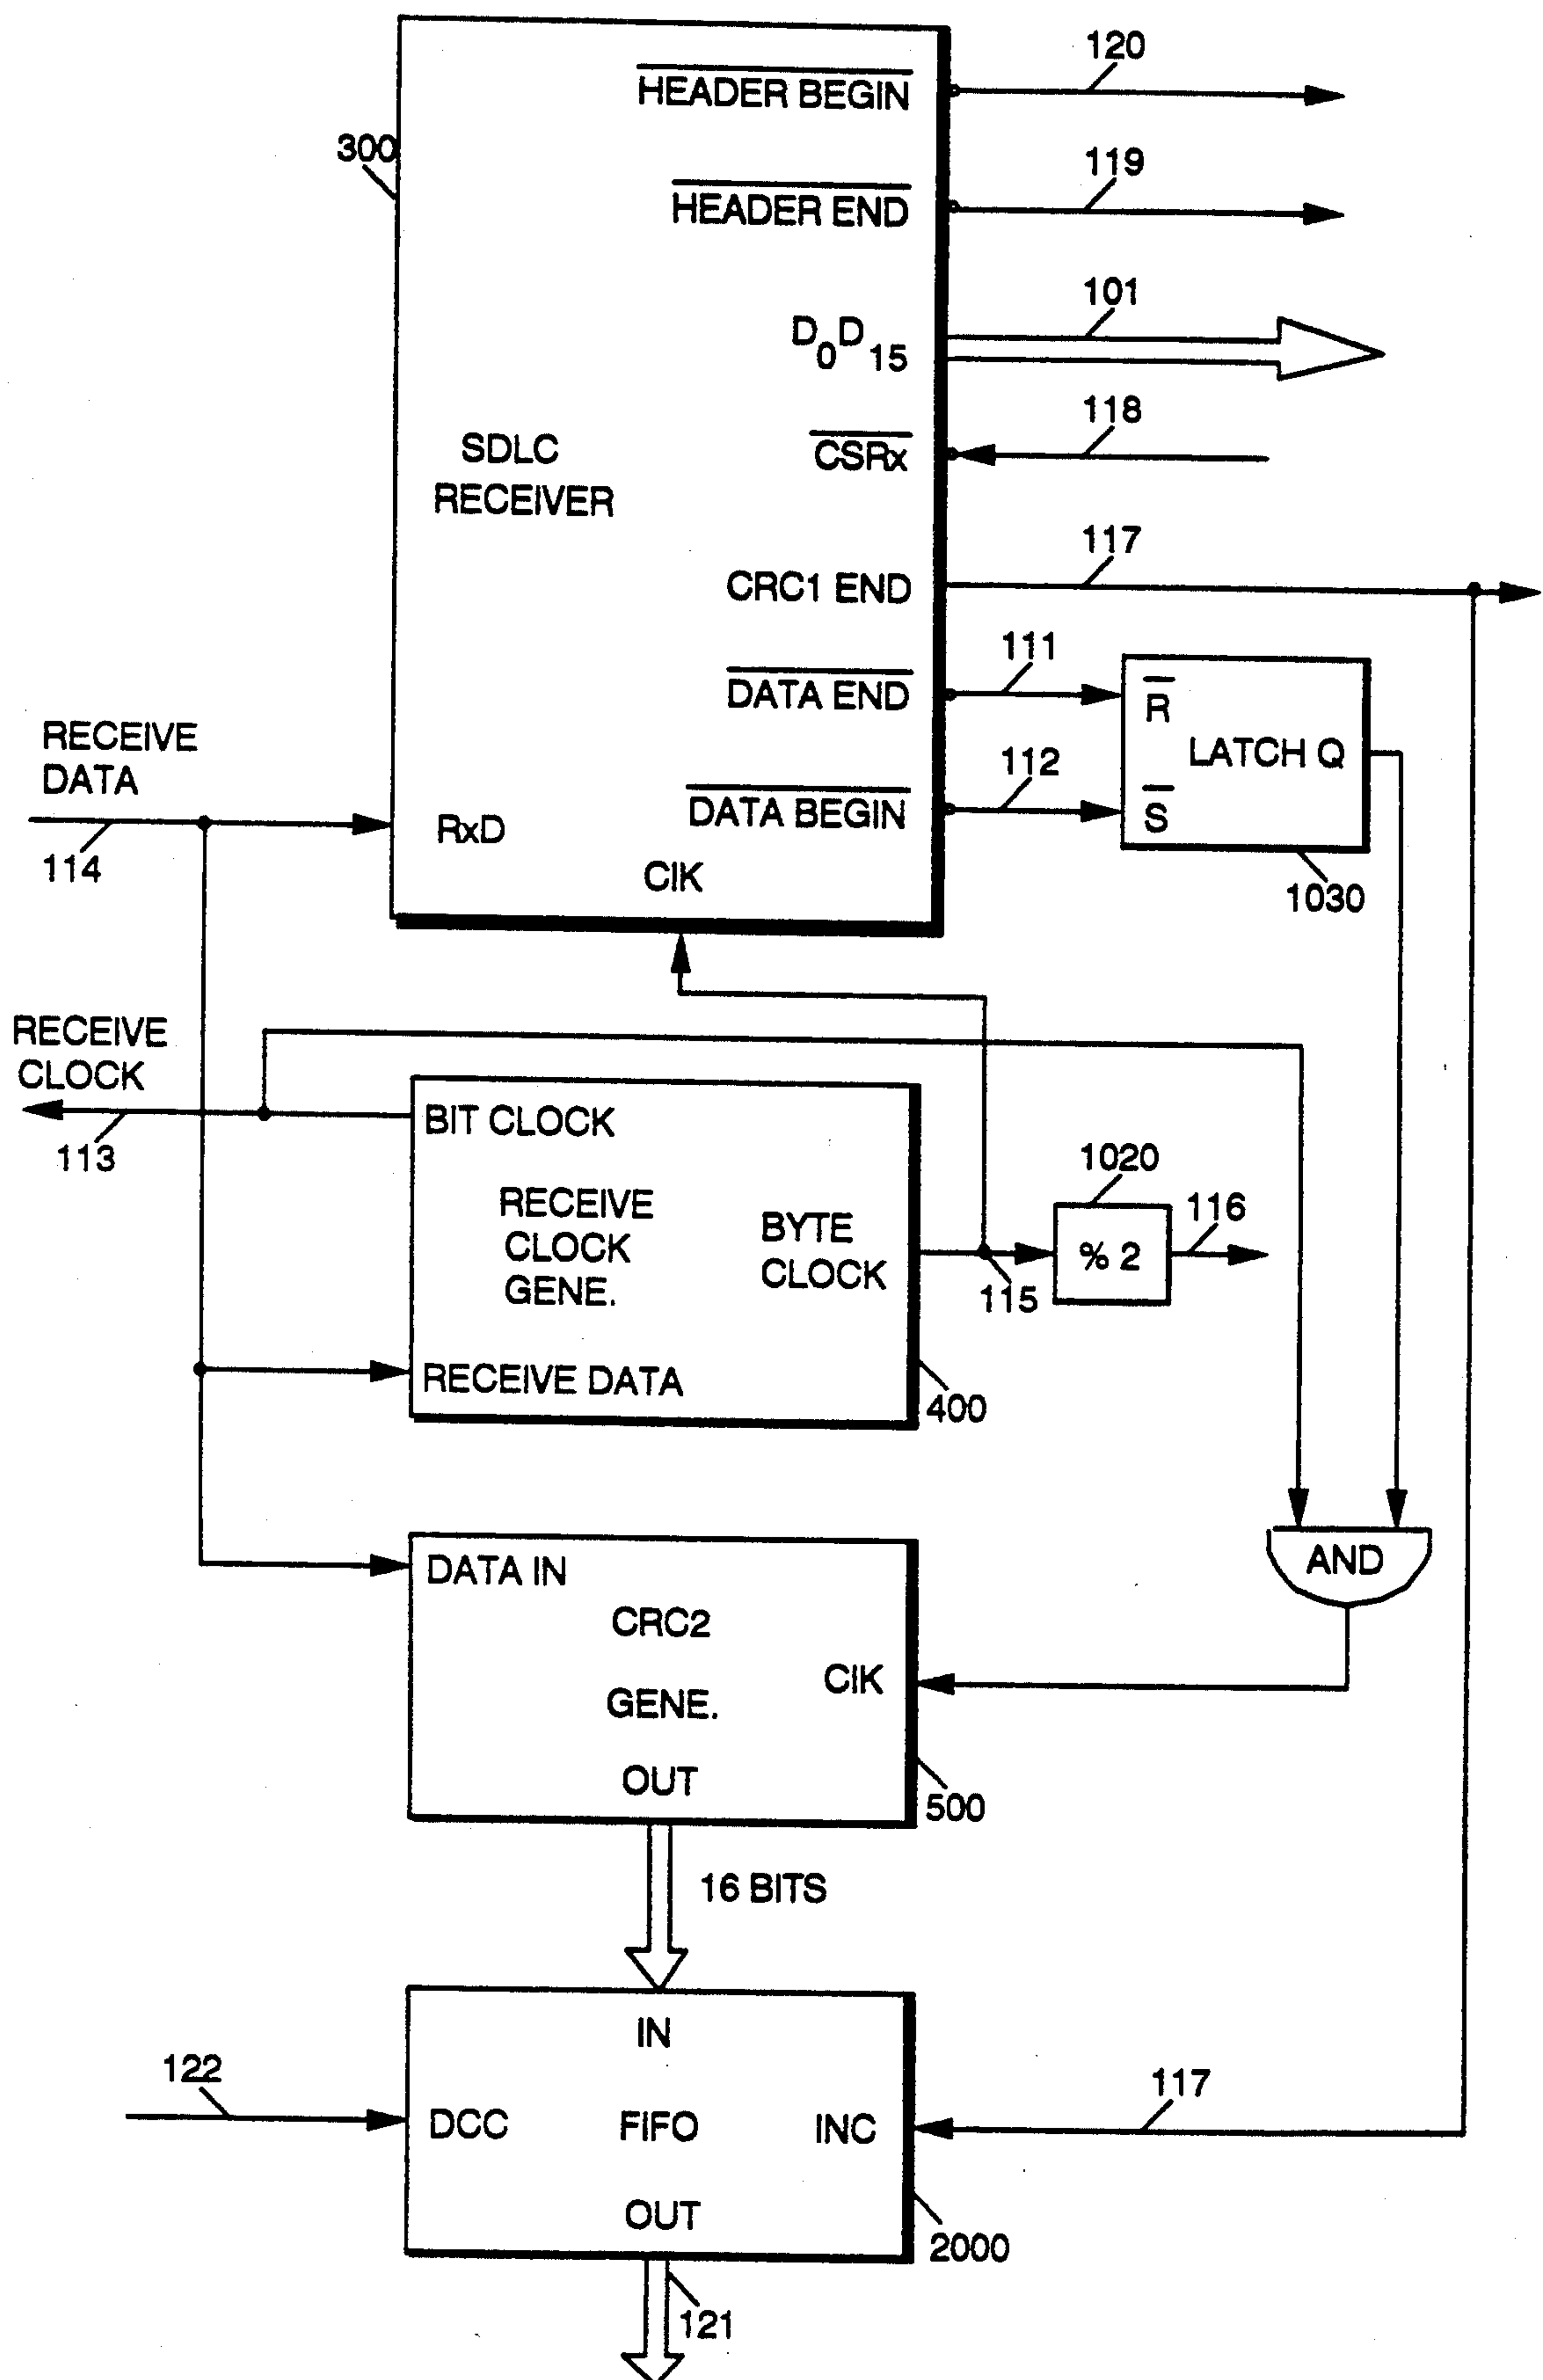 120
HEADER BEGIN
300
119
HEADER END
101
D0D15
118
CSRx
SDLC
RECEIVER
117
CRC1 END
111
DATA END
R
LATCH Q
RECEIVE
DATA
112
DATA BEGIN
S
RxD
114
ClK
1030
RECEIVE
CLOCK
BIT CLOCK
113
1020
RECEIVE
CLOCK
GENE.
BYTE
CLOCK
116
% 2
115
RECEIVE DATA
400
AND
DATA IN
CRC2
GENE.
ClK
OUT
500
16 BITS
IN
122
117
DCC
FIFO
INC
OUT
2000
121